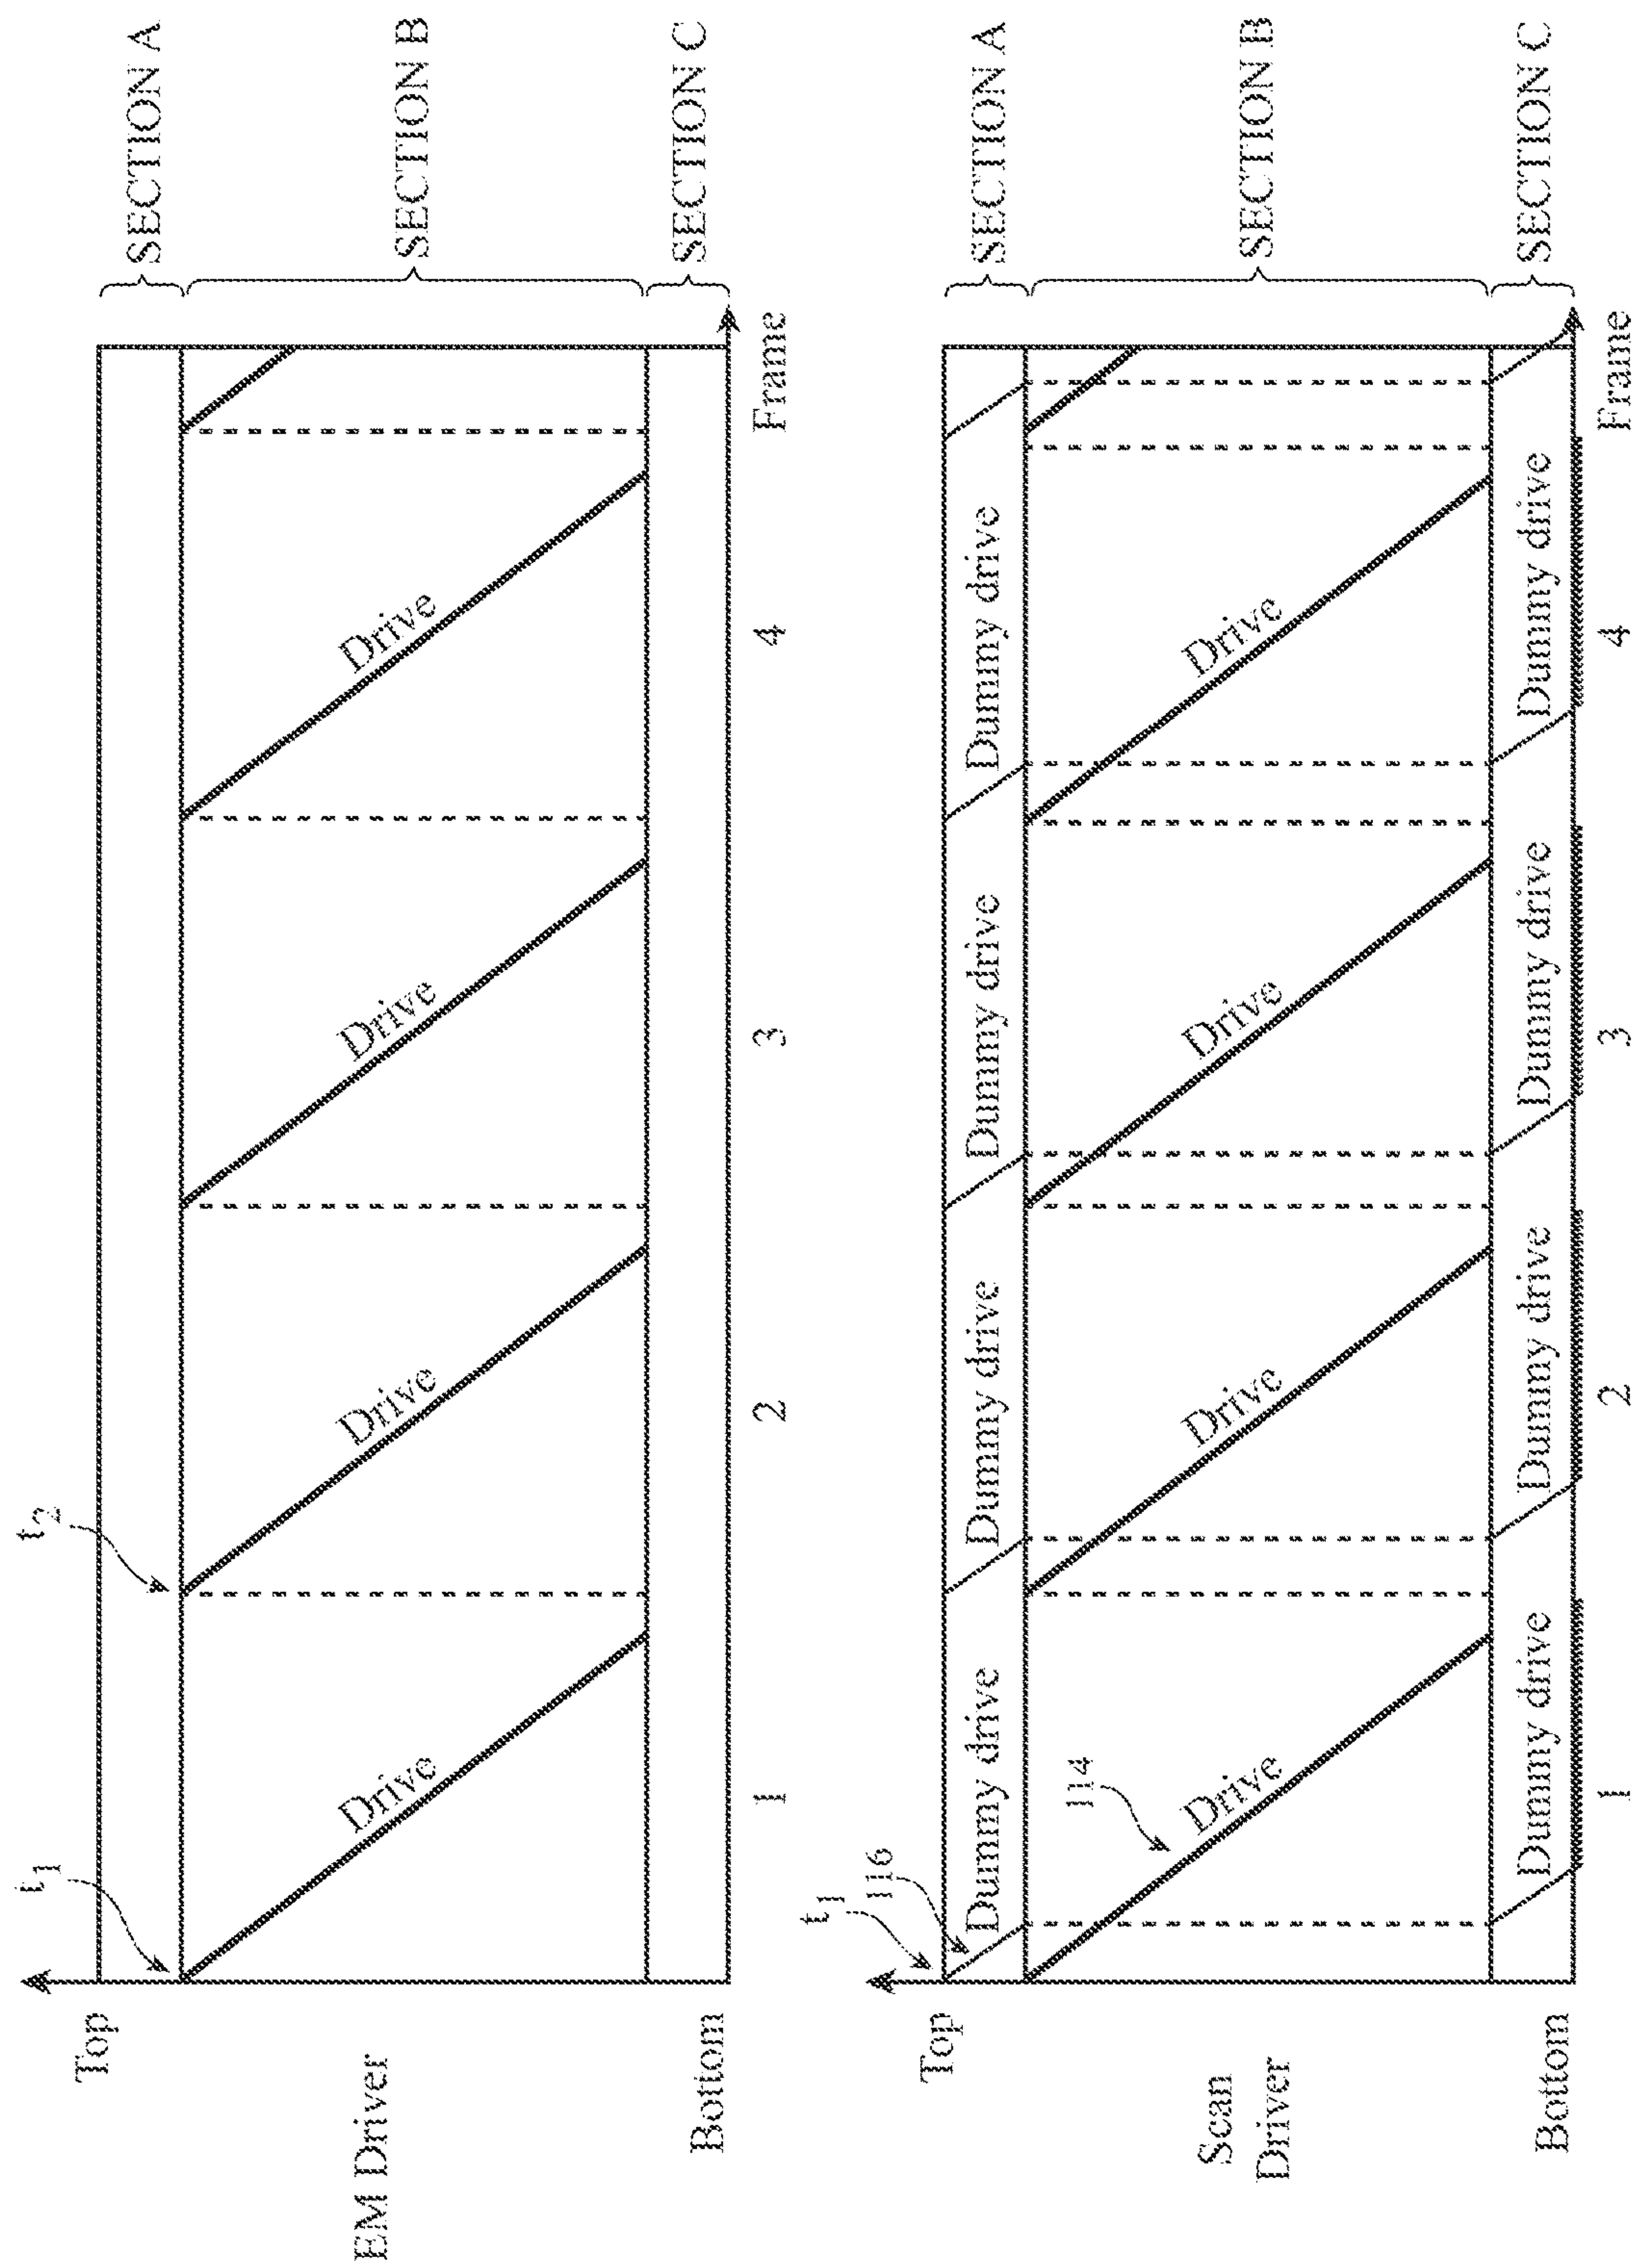 t1
t2
Top
SECTION A
EM Driver
Drive
Drive
Drive
Drive
SECTION B
Bottom
SECTION C
1
2
3
4
Frame
t1
116
Top
Dummy drive
Dummy drive
Dummy drive
Dummy drive
SECTION A
114
Scan
Driver
Drive
Drive
Drive
Drive
SECTION B
Bottom
Dummy drive
Dummy drive
Dummy drive
Dummy drive
SECTION C
1
2
3
4
Frame